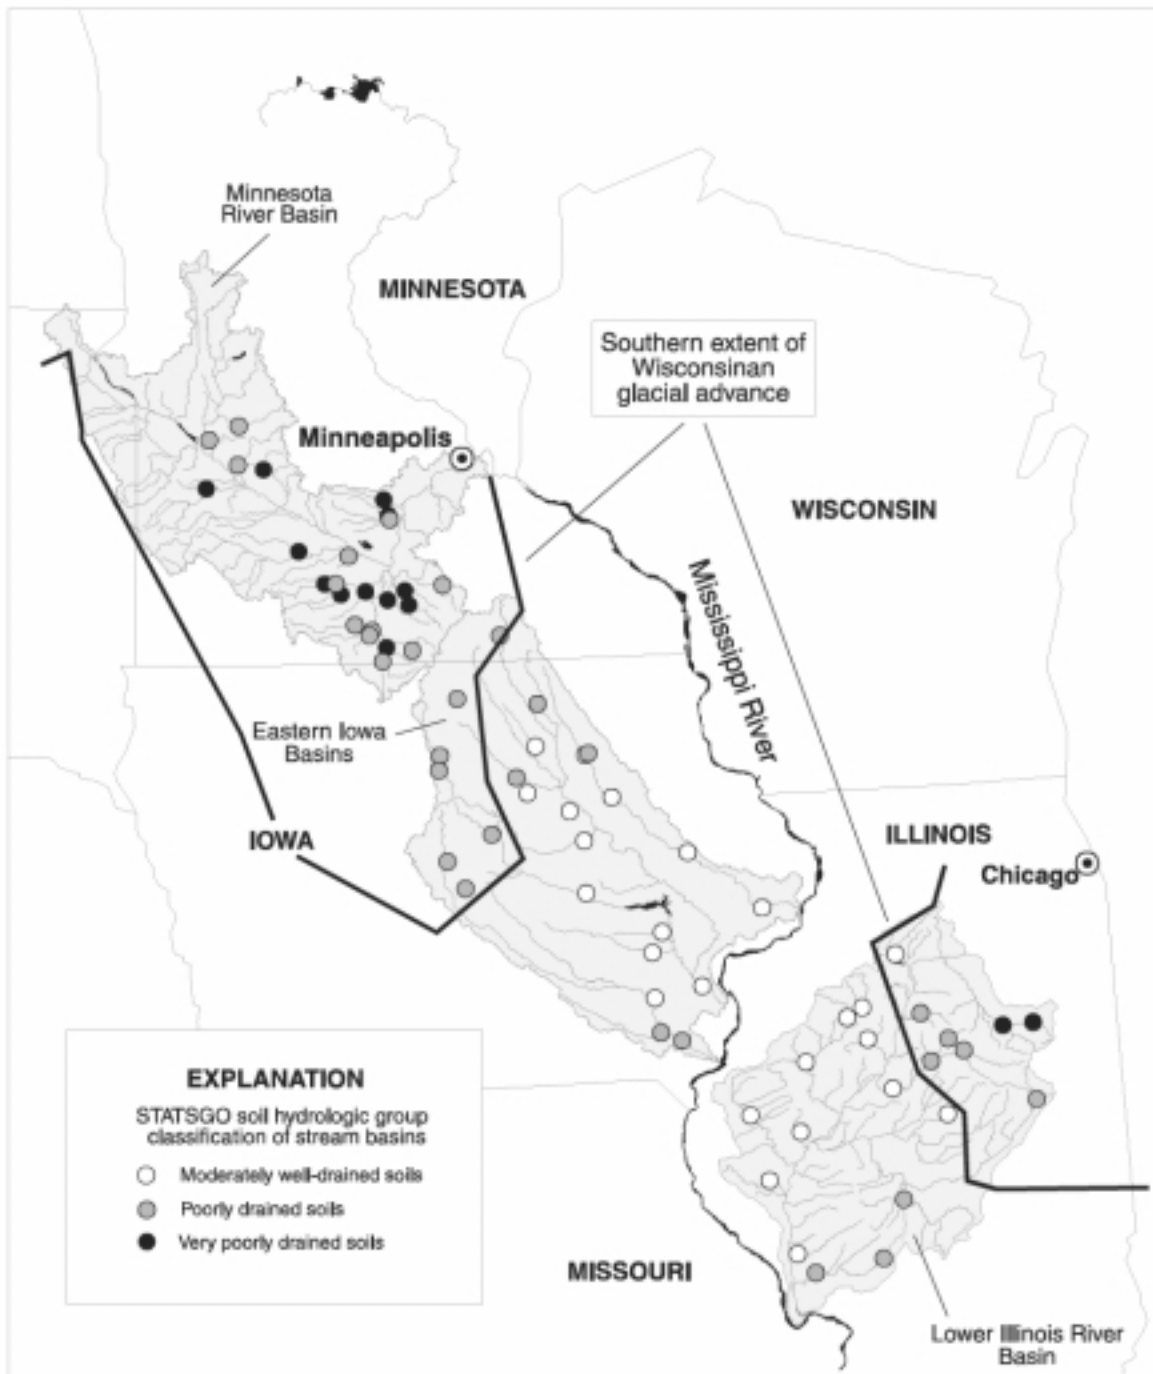 Minnesota
River Basin
MINNESOTA
Southern extent of
Wisconsinan
glacial advance
Minneapolis
WISCONSIN
Mississippi River
Eastern Iowa
Basins
IOWA
ILLINOIS
Chicago
EXPLANATION
STATSGO soil hydrologic group
classification of stream basins
Moderately well-drained soils
Poorly drained soils
Very poorly drained soils
MISSOURI
Lower Illinois River
Basin